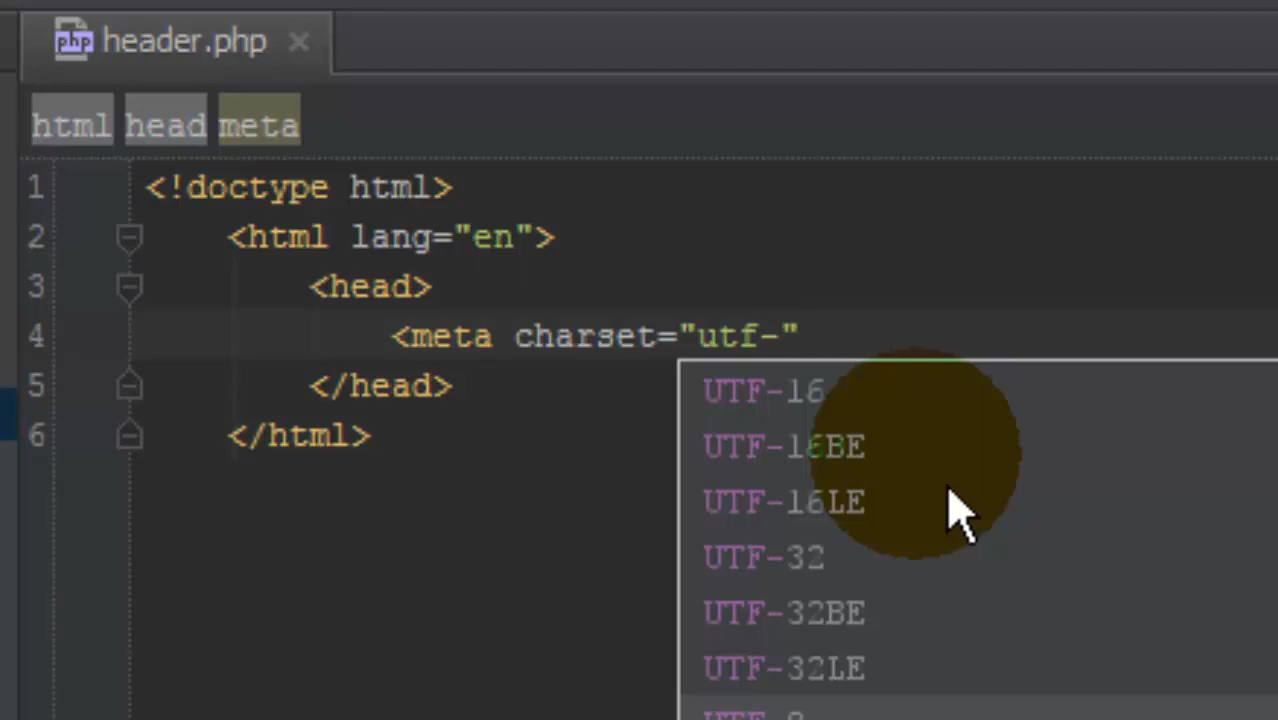 php header.php
html head meta
1 <!doctype html>
2 <html lang="en">
3 <head>
4 <meta charset="utf-"
5 </head>
6 </html>
UTF-16
UTF-16BE
UTF-16LE
UTF-32
UTF-32BE
UTF-32LE